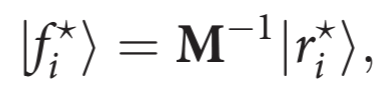 |f_i^⋆⟩ = M^{−1}|r_i^⋆⟩,